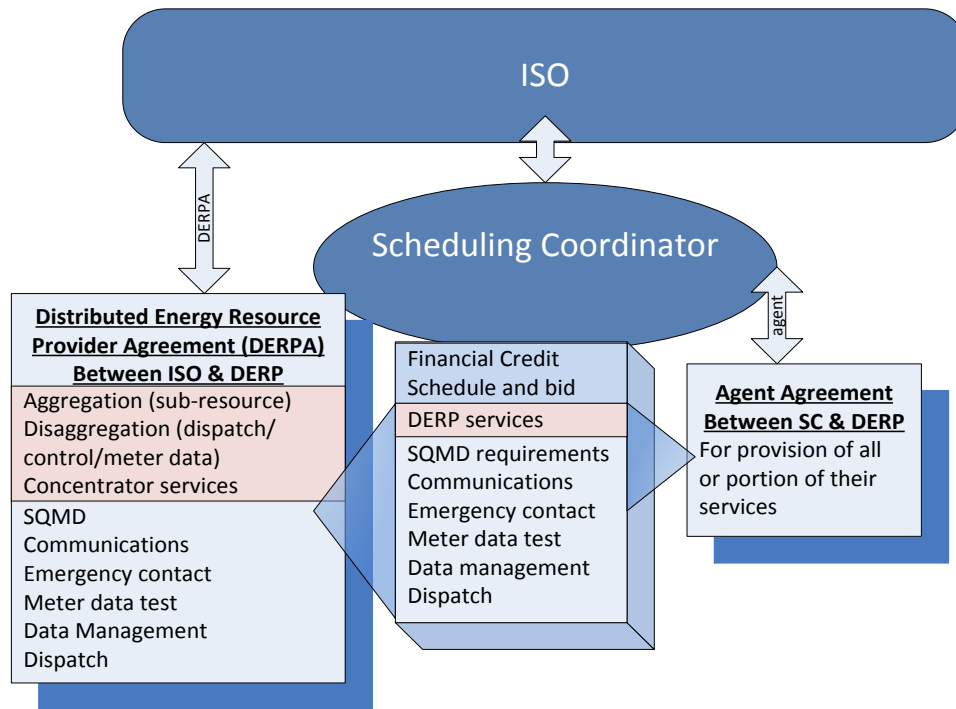 ISO
DERPA
Scheduling Coordinator
agent
Distributed Energy Resource
Provider Agreement (DERPA)
Between ISO & DERP
Aggregation (sub-resource)
Disaggregation (dispatch/
control/meter data)
Concentrator services
SQMD
Communications
Emergency contact
Meter data test
Data Management
Dispatch
Financial Credit
Schedule and bid
DERP services
SQMD requirements
Communications
Emergency contact
Meter data test
Data management
Dispatch
Agent Agreement
Between SC & DERP
For provision of all
or portion of their
services